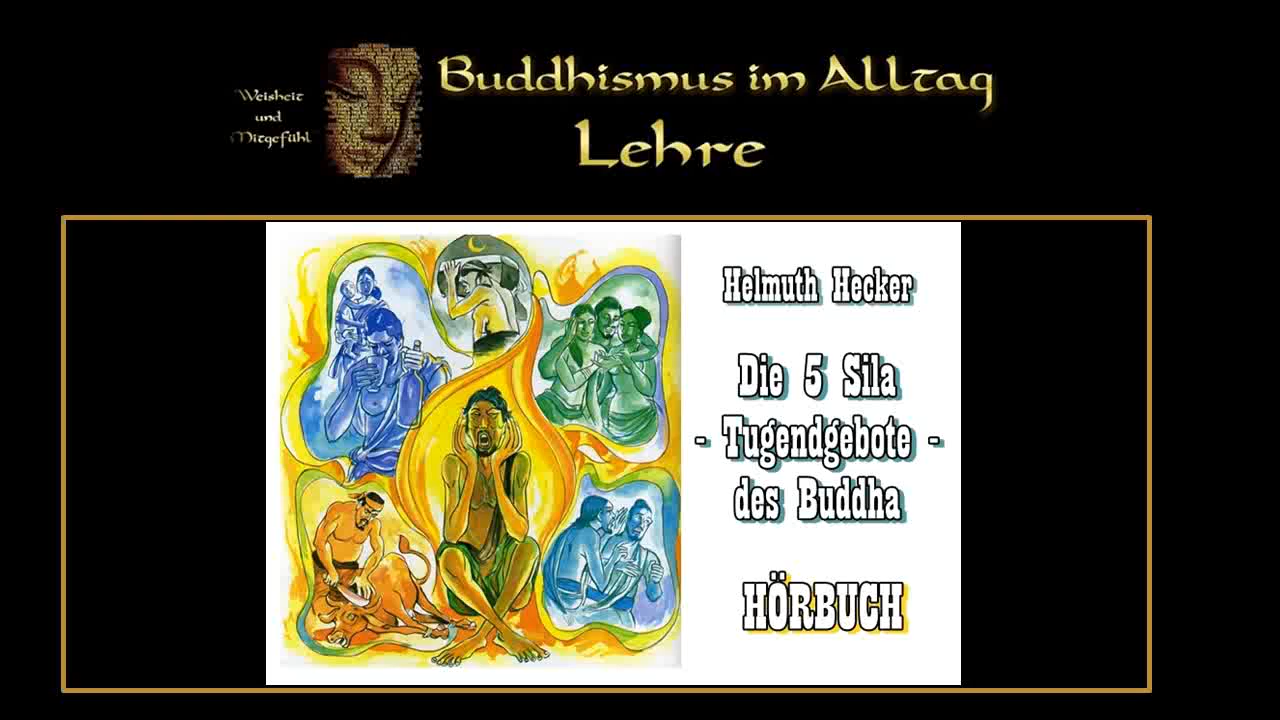 Weisheit
und
Mitgefühl
Buddhismus im Alltag
Lehre
Helmuth Hecker
Die 5 Sila
- Tugendgebote -
des Buddha
HÖRBUCH